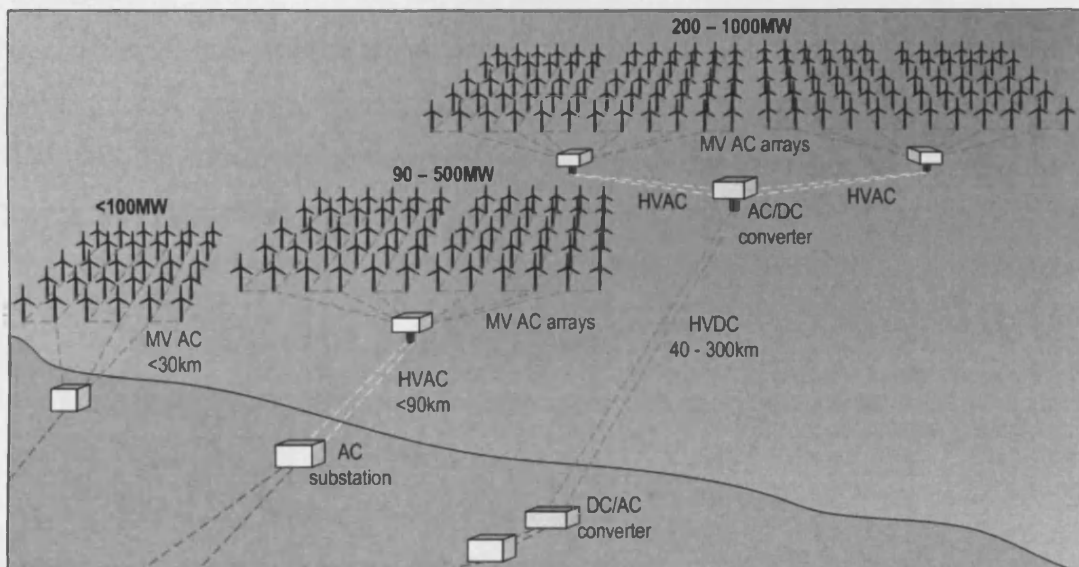 200 – 1000MW
MV AC arrays
90 – 500MW
HVAC
AC/DC
converter
HVAC
<100MW
MV AC arrays
HVDC
40 - 300km
MV AC
<30km
HVAC
<90km
AC
substation
DC/AC
converter